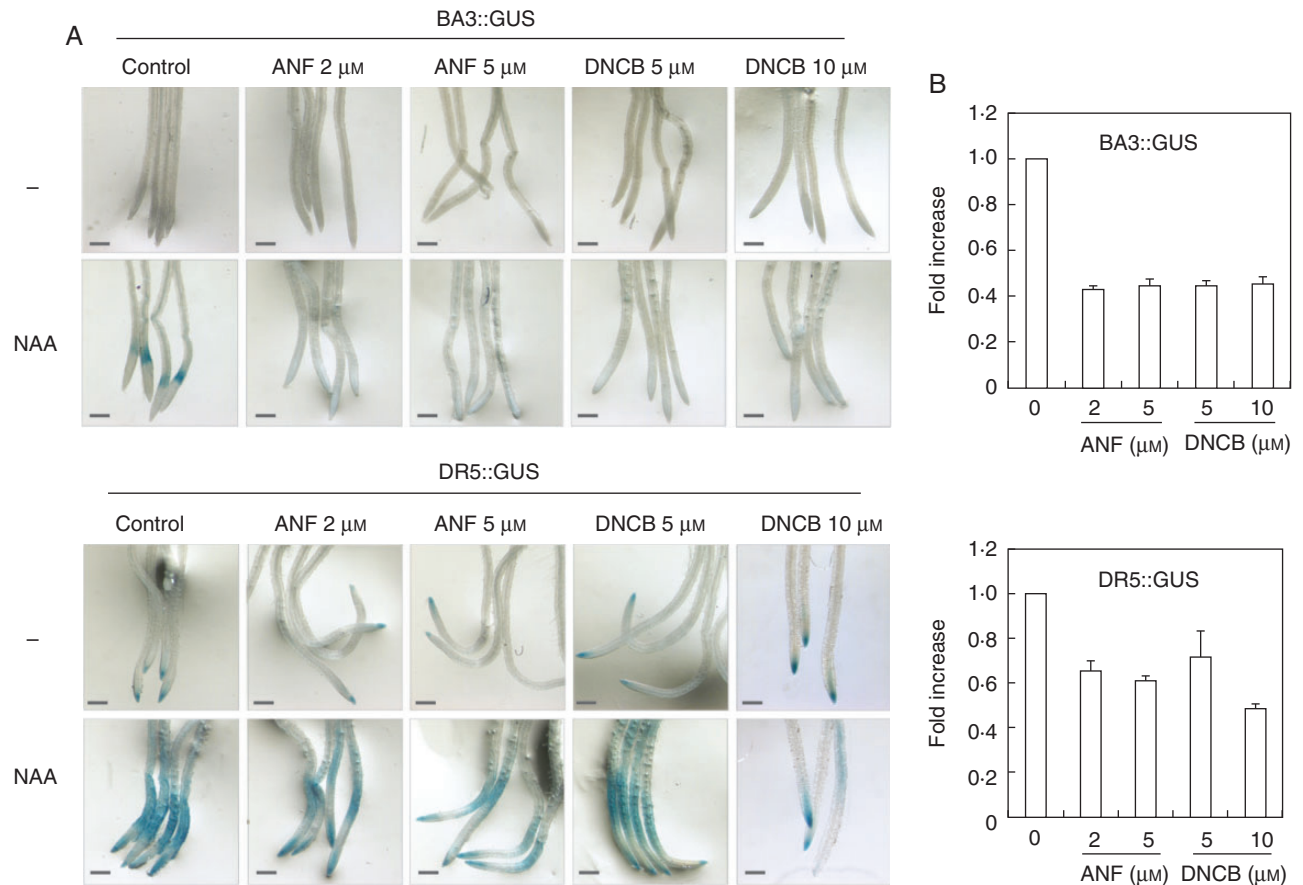 A
BA3::GUS
Control ANF 2 μM ANF 5 μM DNCB 5 μM DNCB 10 μM
–
NAA
DR5::GUS
Control ANF 2 μM ANF 5 μM DNCB 5 μM DNCB 10 μM
–
NAA
B
BA3::GUS
Fold increase
1·2
1·0
0·8
0·6
0·4
0·2
0
0 2 5 5 10
ANF (μM) DNCB (μM)
DR5::GUS
Fold increase
1·2
1·0
0·8
0·6
0·4
0·2
0
0 2 5 5 10
ANF (μM) DNCB (μM)